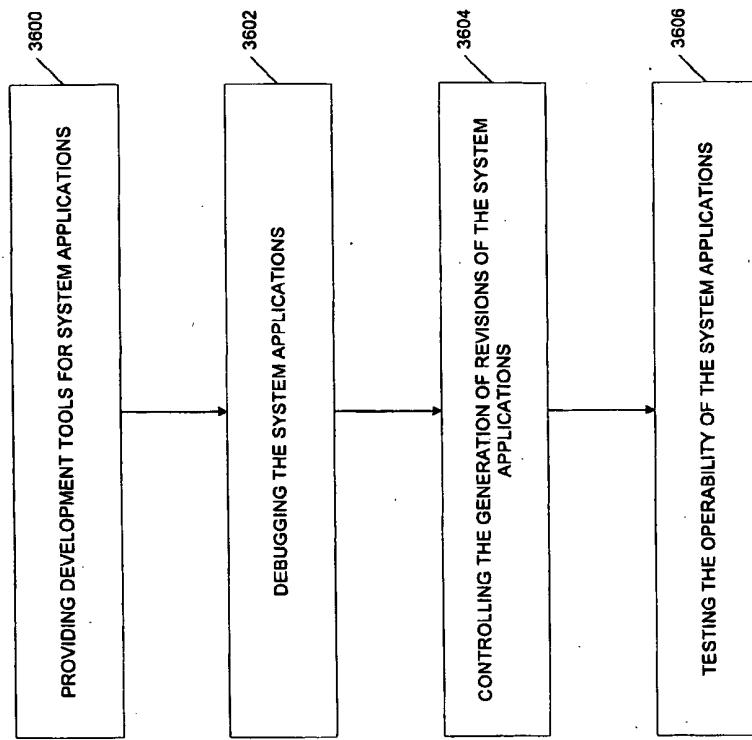 3600
PROVIDING DEVELOPMENT TOOLS FOR SYSTEM APPLICATIONS
3602
DEBUGGING THE SYSTEM APPLICATIONS
3604
CONTROLLING THE GENERATION OF REVISIONS OF THE SYSTEM
APPLICATIONS
3606
TESTING THE OPERABILITY OF THE SYSTEM APPLICATIONS